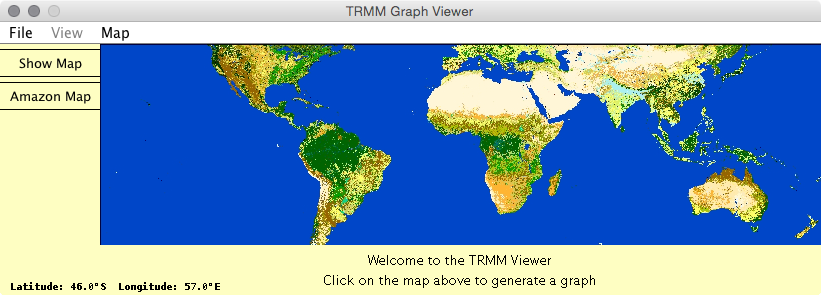 TRMM Graph Viewer
File View Map
Show Map
Amazon Map
Welcome to the TRMM Viewer
Click on the map above to generate a graph
Latitude: 46.0°S Longitude: 57.0°E